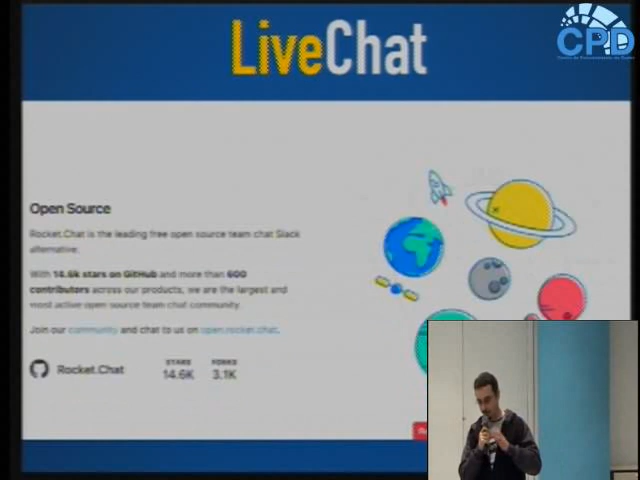 LiveChat
CPD
Open Source
Rocket.Chat is the leading free open source team chat Slack
alternative.
With 14.6k stars on GitHub and more than 600
contributors across our products, we are the largest and
most active open source team chat community.
Join our community and chat to us on open.rocket.chat.
Rocket.Chat
STARS
14.6K
FORKS
3.1K